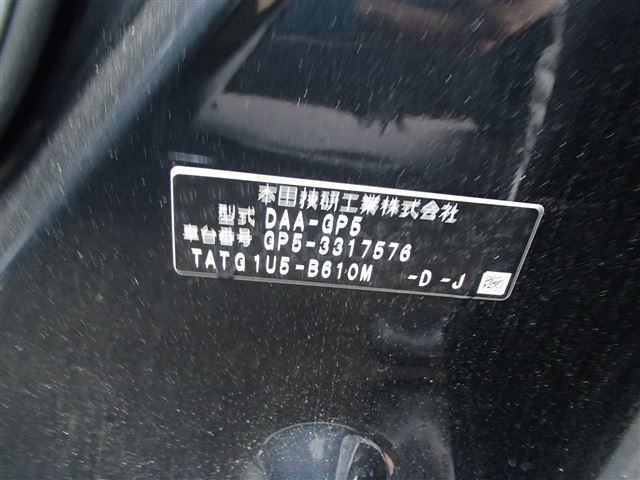 本田技研工業株式会社
型式 DAA-GP5
車台番号 GP5-3317576
TATG1U5-B610M -D -J